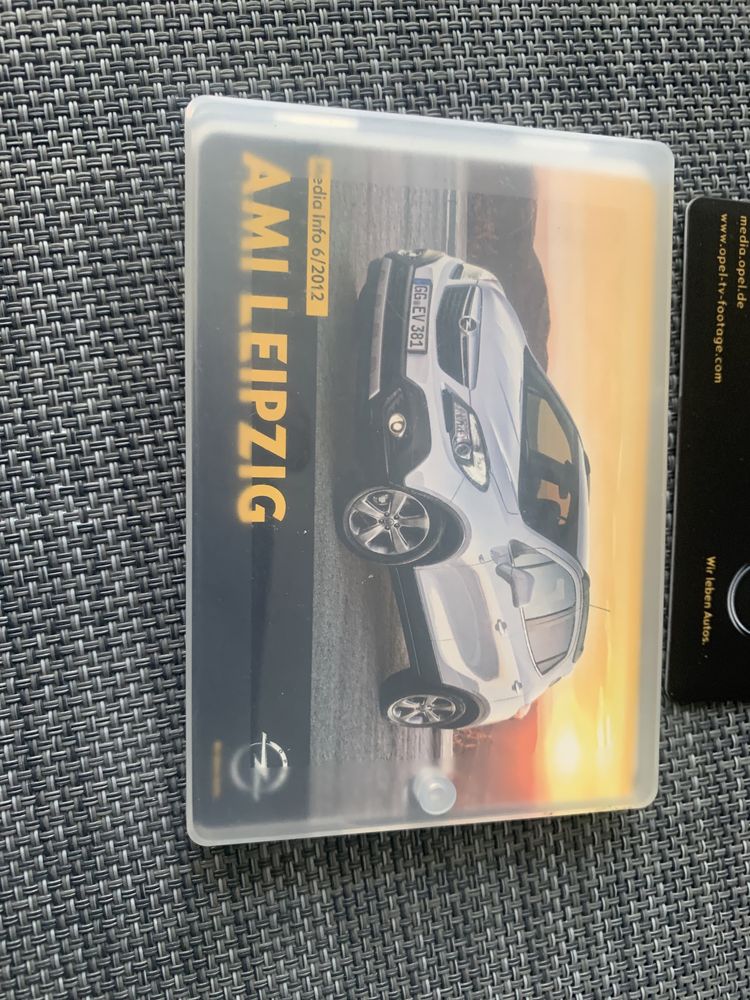 Media Info 6/2012
AMI LEIPZIG
GG EV 381
media.opel.de
www.opel-tv-footage.com
Wir leben Autos.